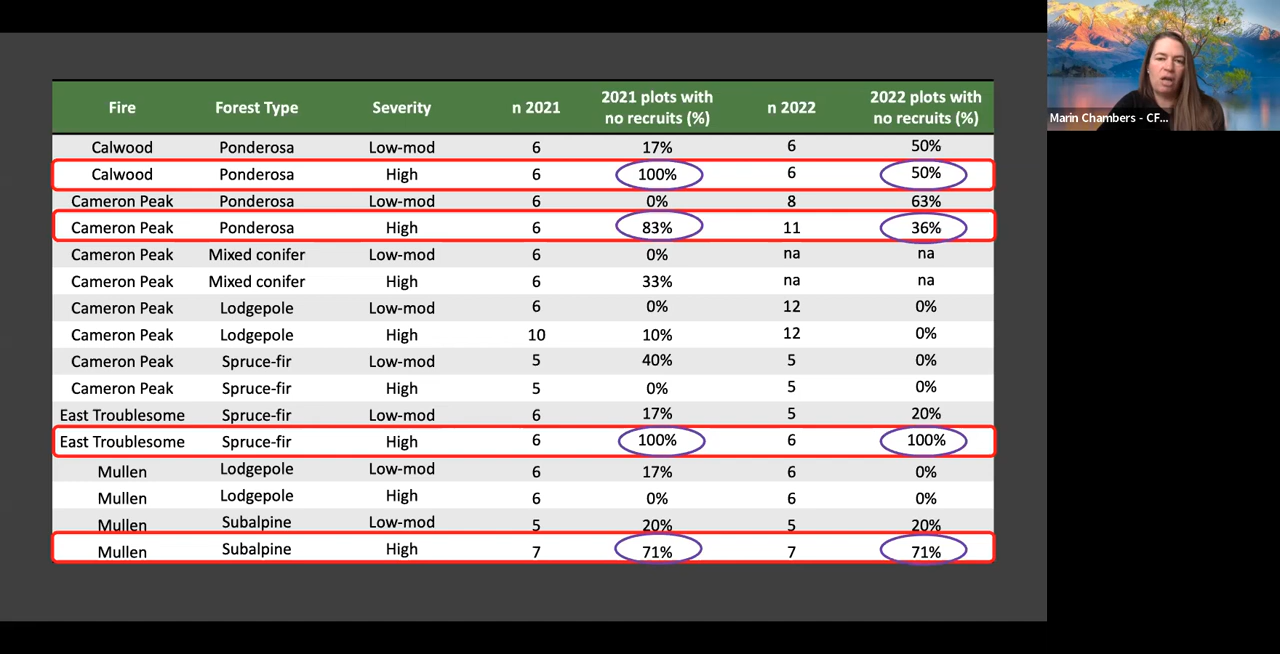 Marin Chambers - CF...
Fire Forest Type Severity n 2021 2021 plots with no recruits (%) n 2022 2022 plots with no recruits (%)
Calwood Ponderosa Low-mod 6 17% 6 50%
Calwood Ponderosa High 6 100% 6 50%
Cameron Peak Ponderosa Low-mod 6 0% 8 63%
Cameron Peak Ponderosa High 6 83% 11 36%
Cameron Peak Mixed conifer Low-mod 6 0% na na
Cameron Peak Mixed conifer High 6 33% na na
Cameron Peak Lodgepole Low-mod 6 0% 12 0%
Cameron Peak Lodgepole High 10 10% 12 0%
Cameron Peak Spruce-fir Low-mod 5 40% 5 0%
Cameron Peak Spruce-fir High 5 0% 5 0%
East Troublesome Spruce-fir Low-mod 6 17% 5 20%
East Troublesome Spruce-fir High 6 100% 6 100%
Mullen Lodgepole Low-mod 6 17% 6 0%
Mullen Lodgepole High 6 0% 6 0%
Mullen Subalpine Low-mod 5 20% 5 20%
Mullen Subalpine High 7 71% 7 71%